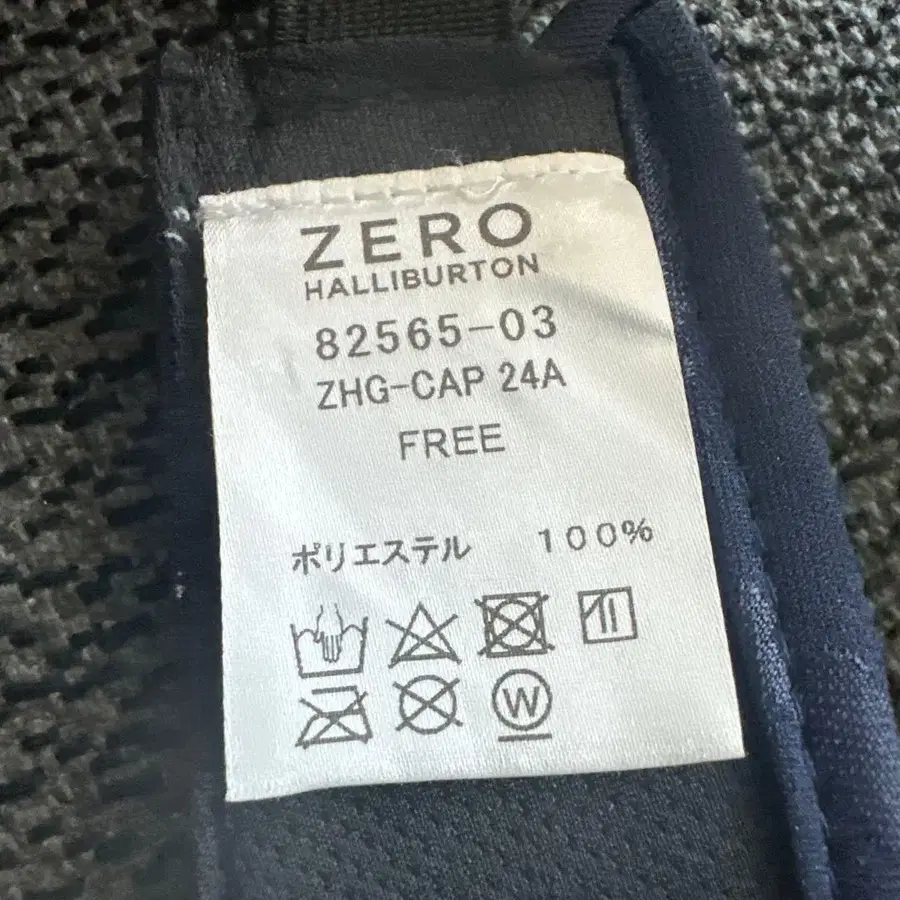 ZERO
HALLIBURTON
82565-03
ZHG-CAP 24A
FREE
ポリエステル 100%
W